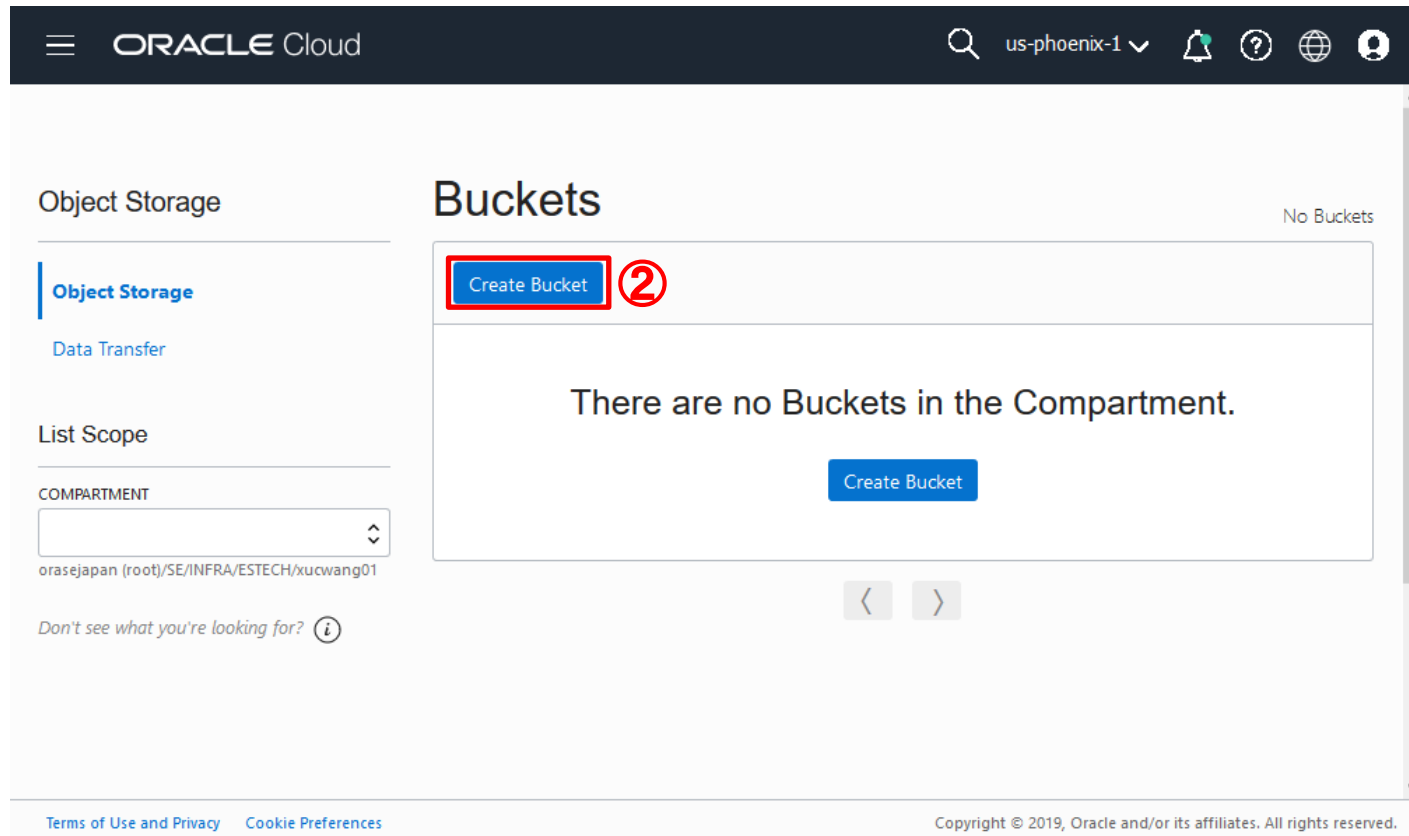 ORACLE Cloud
us-phoenix-1
Object Storage
Object Storage
Data Transfer
List Scope
COMPARTMENT
orasejapan (root)/SE/INFRA/ESTECH/xucwang01
Don't see what you're looking for?
Buckets
No Buckets
Create Bucket ②
There are no Buckets in the Compartment.
Create Bucket
Terms of Use and Privacy Cookie Preferences
Copyright © 2019, Oracle and/or its affiliates. All rights reserved.